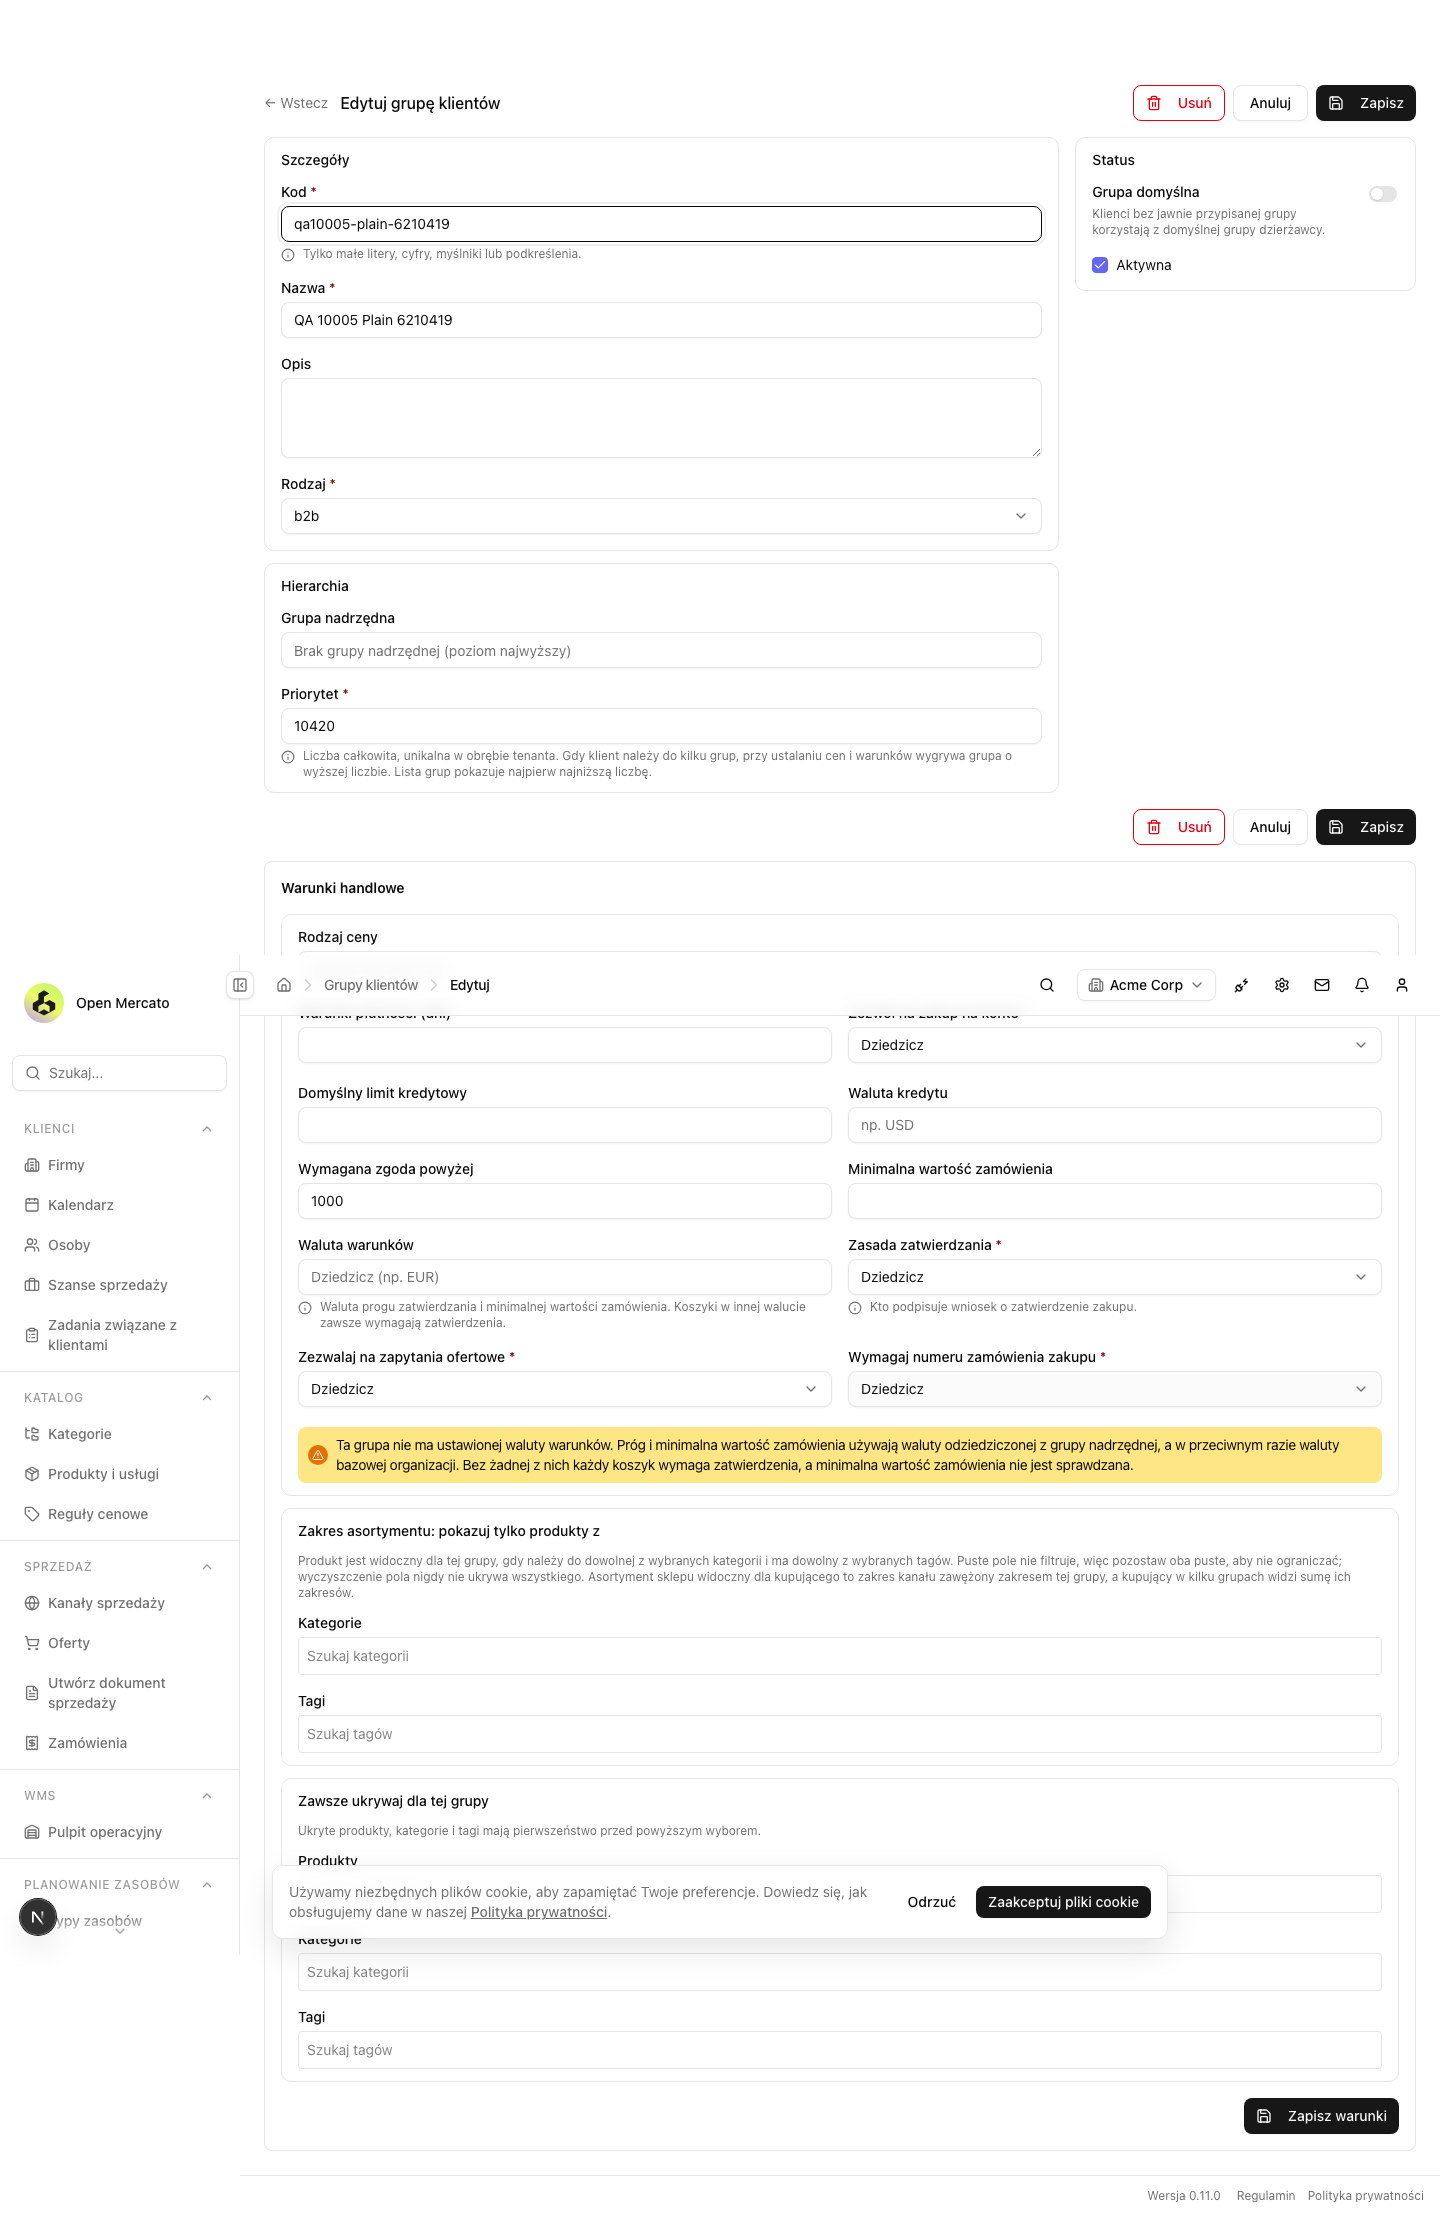 ← Wstecz Edytuj grupę klientów
Usuń Anuluj Zapisz
Szczegóły
Kod *
qa10005-plain-6210419
Tylko małe litery, cyfry, myślniki lub podkreślenia.
Nazwa *
QA 10005 Plain 6210419
Opis
Rodzaj *
b2b
Status
Grupa domyślna
Klienci bez jawnie przypisanej grupy
korzystają z domyślnej grupy dzierżawcy.
Aktywna
Hierarchia
Grupa nadrzędna
Brak grupy nadrzędnej (poziom najwyższy)
Priorytet *
10420
Liczba całkowita, unikalna w obrębie tenanta. Gdy klient należy do kilku grup, przy ustalaniu cen i warunków wygrywa grupa o
wyższej liczbie. Lista grup pokazuje najpierw najniższą liczbę.
Usuń Anuluj Zapisz
Warunki handlowe
Rodzaj ceny
Grupy klientów Edytuj
Acme Corp
Open Mercato
Szukaj...
KLIENCI
Firmy
Kalendarz
Osoby
Szanse sprzedaży
Zadania związane z
klientami
KATALOG
Kategorie
Produkty i usługi
Reguły cenowe
SPRZEDAŻ
Kanały sprzedaży
Oferty
Utwórz dokument
sprzedaży
Zamówienia
WMS
Pulpit operacyjny
PLANOWANIE ZASOBÓW
zasobów
Warunki płatności (dni)
Zezwól na zakup na konto
Dziedzicz
Domyślny limit kredytowy
Waluta kredytu
np. USD
Wymagana zgoda powyżej
1000
Minimalna wartość zamówienia
Waluta warunków
Dziedzicz (np. EUR)
Waluta progu zatwierdzania i minimalnej wartości zamówienia. Koszyki w innej walucie
zawsze wymagają zatwierdzenia.
Zasada zatwierdzania *
Dziedzicz
Kto podpisuje wniosek o zatwierdzenie zakupu.
Zezwalaj na zapytania ofertowe *
Dziedzicz
Wymagaj numeru zamówienia zakupu *
Dziedzicz
Ta grupa nie ma ustawionej waluty warunków. Próg i minimalna wartość zamówienia używają waluty odziedziczonej z grupy nadrzędnej, a w przeciwnym razie waluty
bazowej organizacji. Bez żadnej z nich każdy koszyk wymaga zatwierdzenia, a minimalna wartość zamówienia nie jest sprawdzana.
Zakres asortymentu: pokazuj tylko produkty z
Produkt jest widoczny dla tej grupy, gdy należy do dowolnej z wybranych kategorii i ma dowolny z wybranych tagów. Puste pole nie filtruje, więc pozostaw oba puste, aby nie ograniczać;
wyczyszczenie pola nigdy nie ukrywa wszystkiego. Asortyment sklepu widoczny dla kupującego to zakres kanału zawężony zakresem tej grupy, a kupujący w kilku grupach widzi sumę ich
zakresów.
Kategorie
Szukaj kategorii
Tagi
Szukaj tagów
Zawsze ukrywaj dla tej grupy
Ukryte produkty, kategorie i tagi mają pierwszeństwo przed powyższym wyborem.
Produkty
Używamy niezbędnych plików cookie, aby zapamiętać Twoje preferencje. Dowiedz się, jak
obsługujemy dane w naszej Polityka prywatności.
Odrzuć Zaakceptuj pliki cookie
Kategorie
Szukaj kategorii
Tagi
Szukaj tagów
Zapisz warunki
Wersja 0.11.0 Regulamin Polityka prywatności